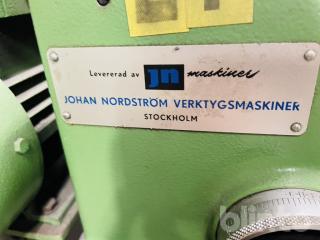 Levererad av jn maskiner
JOHAN NORDSTRÖM VERKTYGSMASKINER
STOCKHOLM